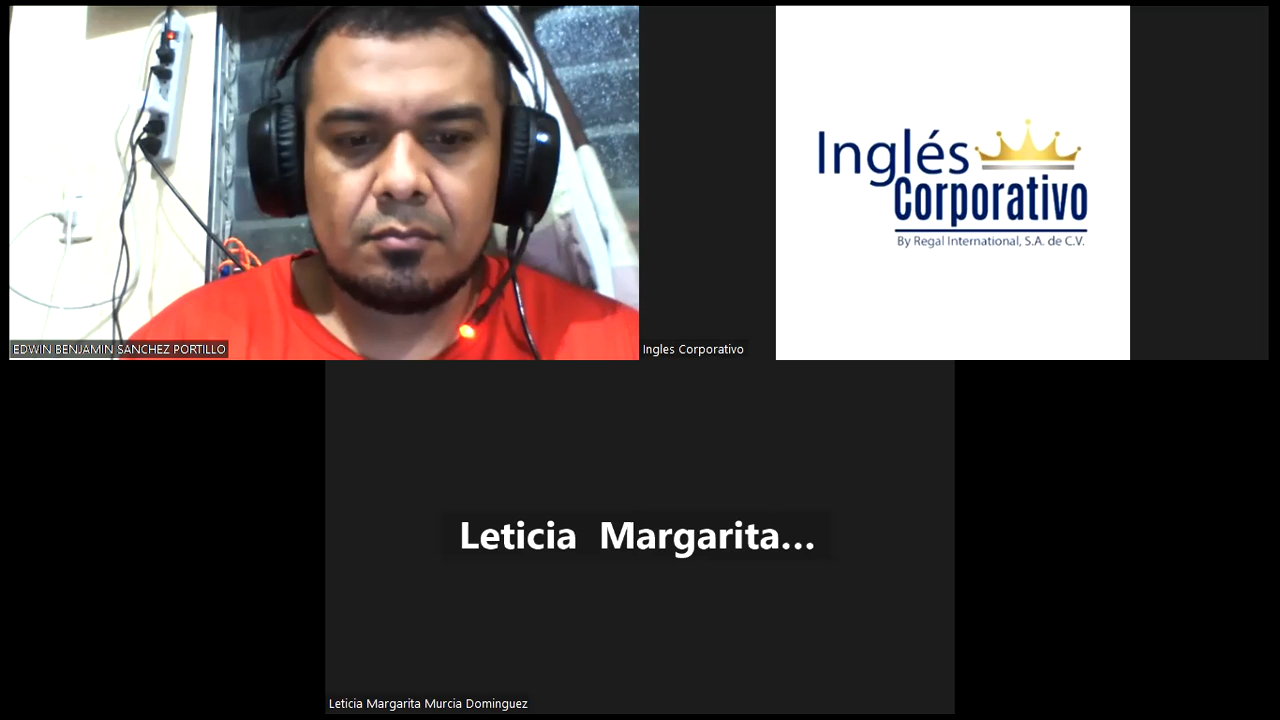 EDWIN BENJAMIN SANCHEZ PORTILLO
Inglés
Corporativo
By Regal International, S.A. de C.V.
Ingles Corporativo
Leticia Margarita...
Leticia Margarita Murcia Dominguez